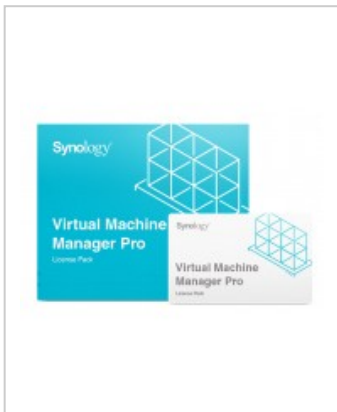 Synology
Virtual Machine
Manager Pro
License Pack
Synology
Virtual Machine
Manager Pro
License Pack